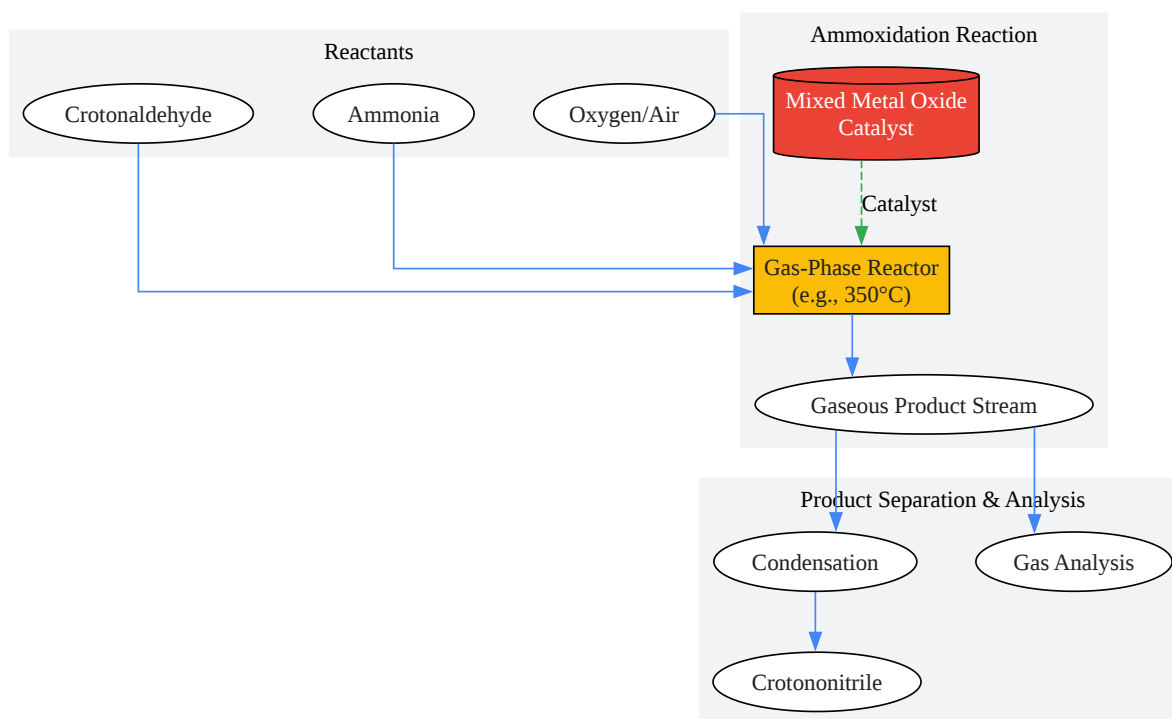 Reactants
Crotonaldehyde
Ammonia
Oxygen/Air
Ammoxidation Reaction
Mixed Metal Oxide
Catalyst
Catalyst
Gas-Phase Reactor
(e.g., 350°C)
Gaseous Product Stream
Product Separation & Analysis
Condensation
Gas Analysis
Crotononitrile